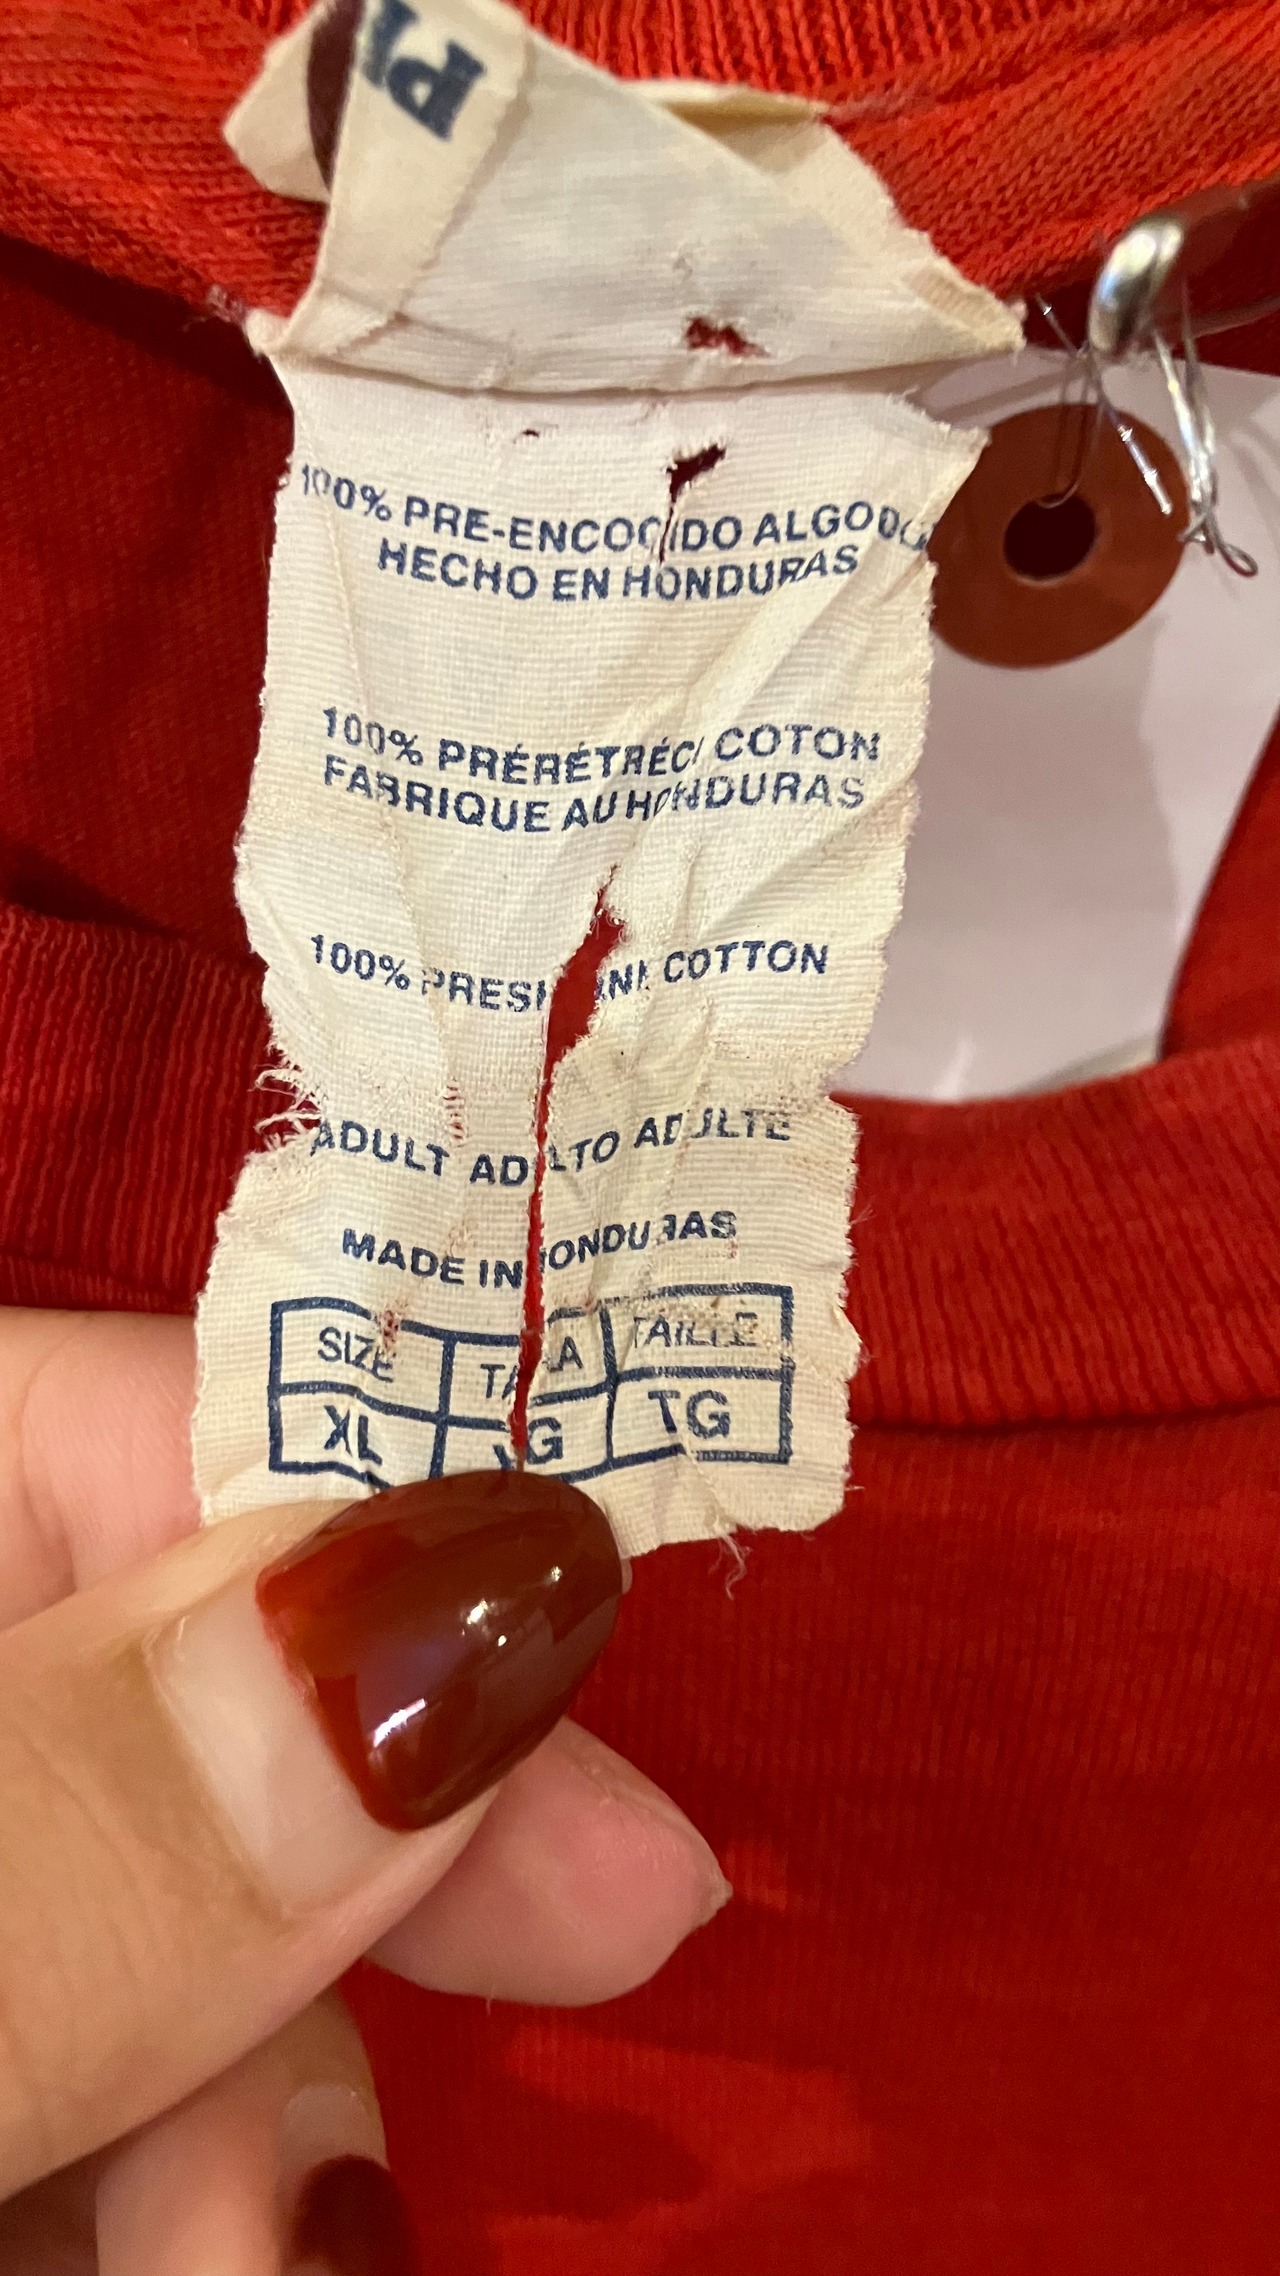 100% PRE-ENCOGIDO ALGODO
HECHO EN HONDURAS
100% PRÉRÉTRÉCI COTON
FABRIQUE AU HONDURAS
100% PRESHRUNK COTTON
ADULT ADULTO ADULTE
MADE IN HONDURAS
SIZE TALLA TAILLE
XL XG TG